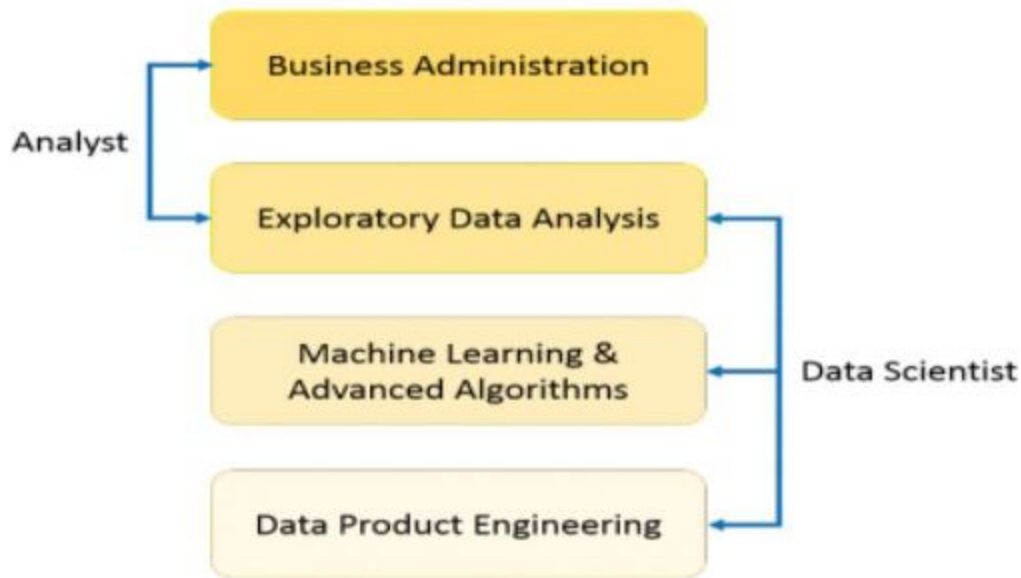 Business Administration
Analyst
Exploratory Data Analysis
Machine Learning &
Advanced Algorithms
Data Scientist
Data Product Engineering